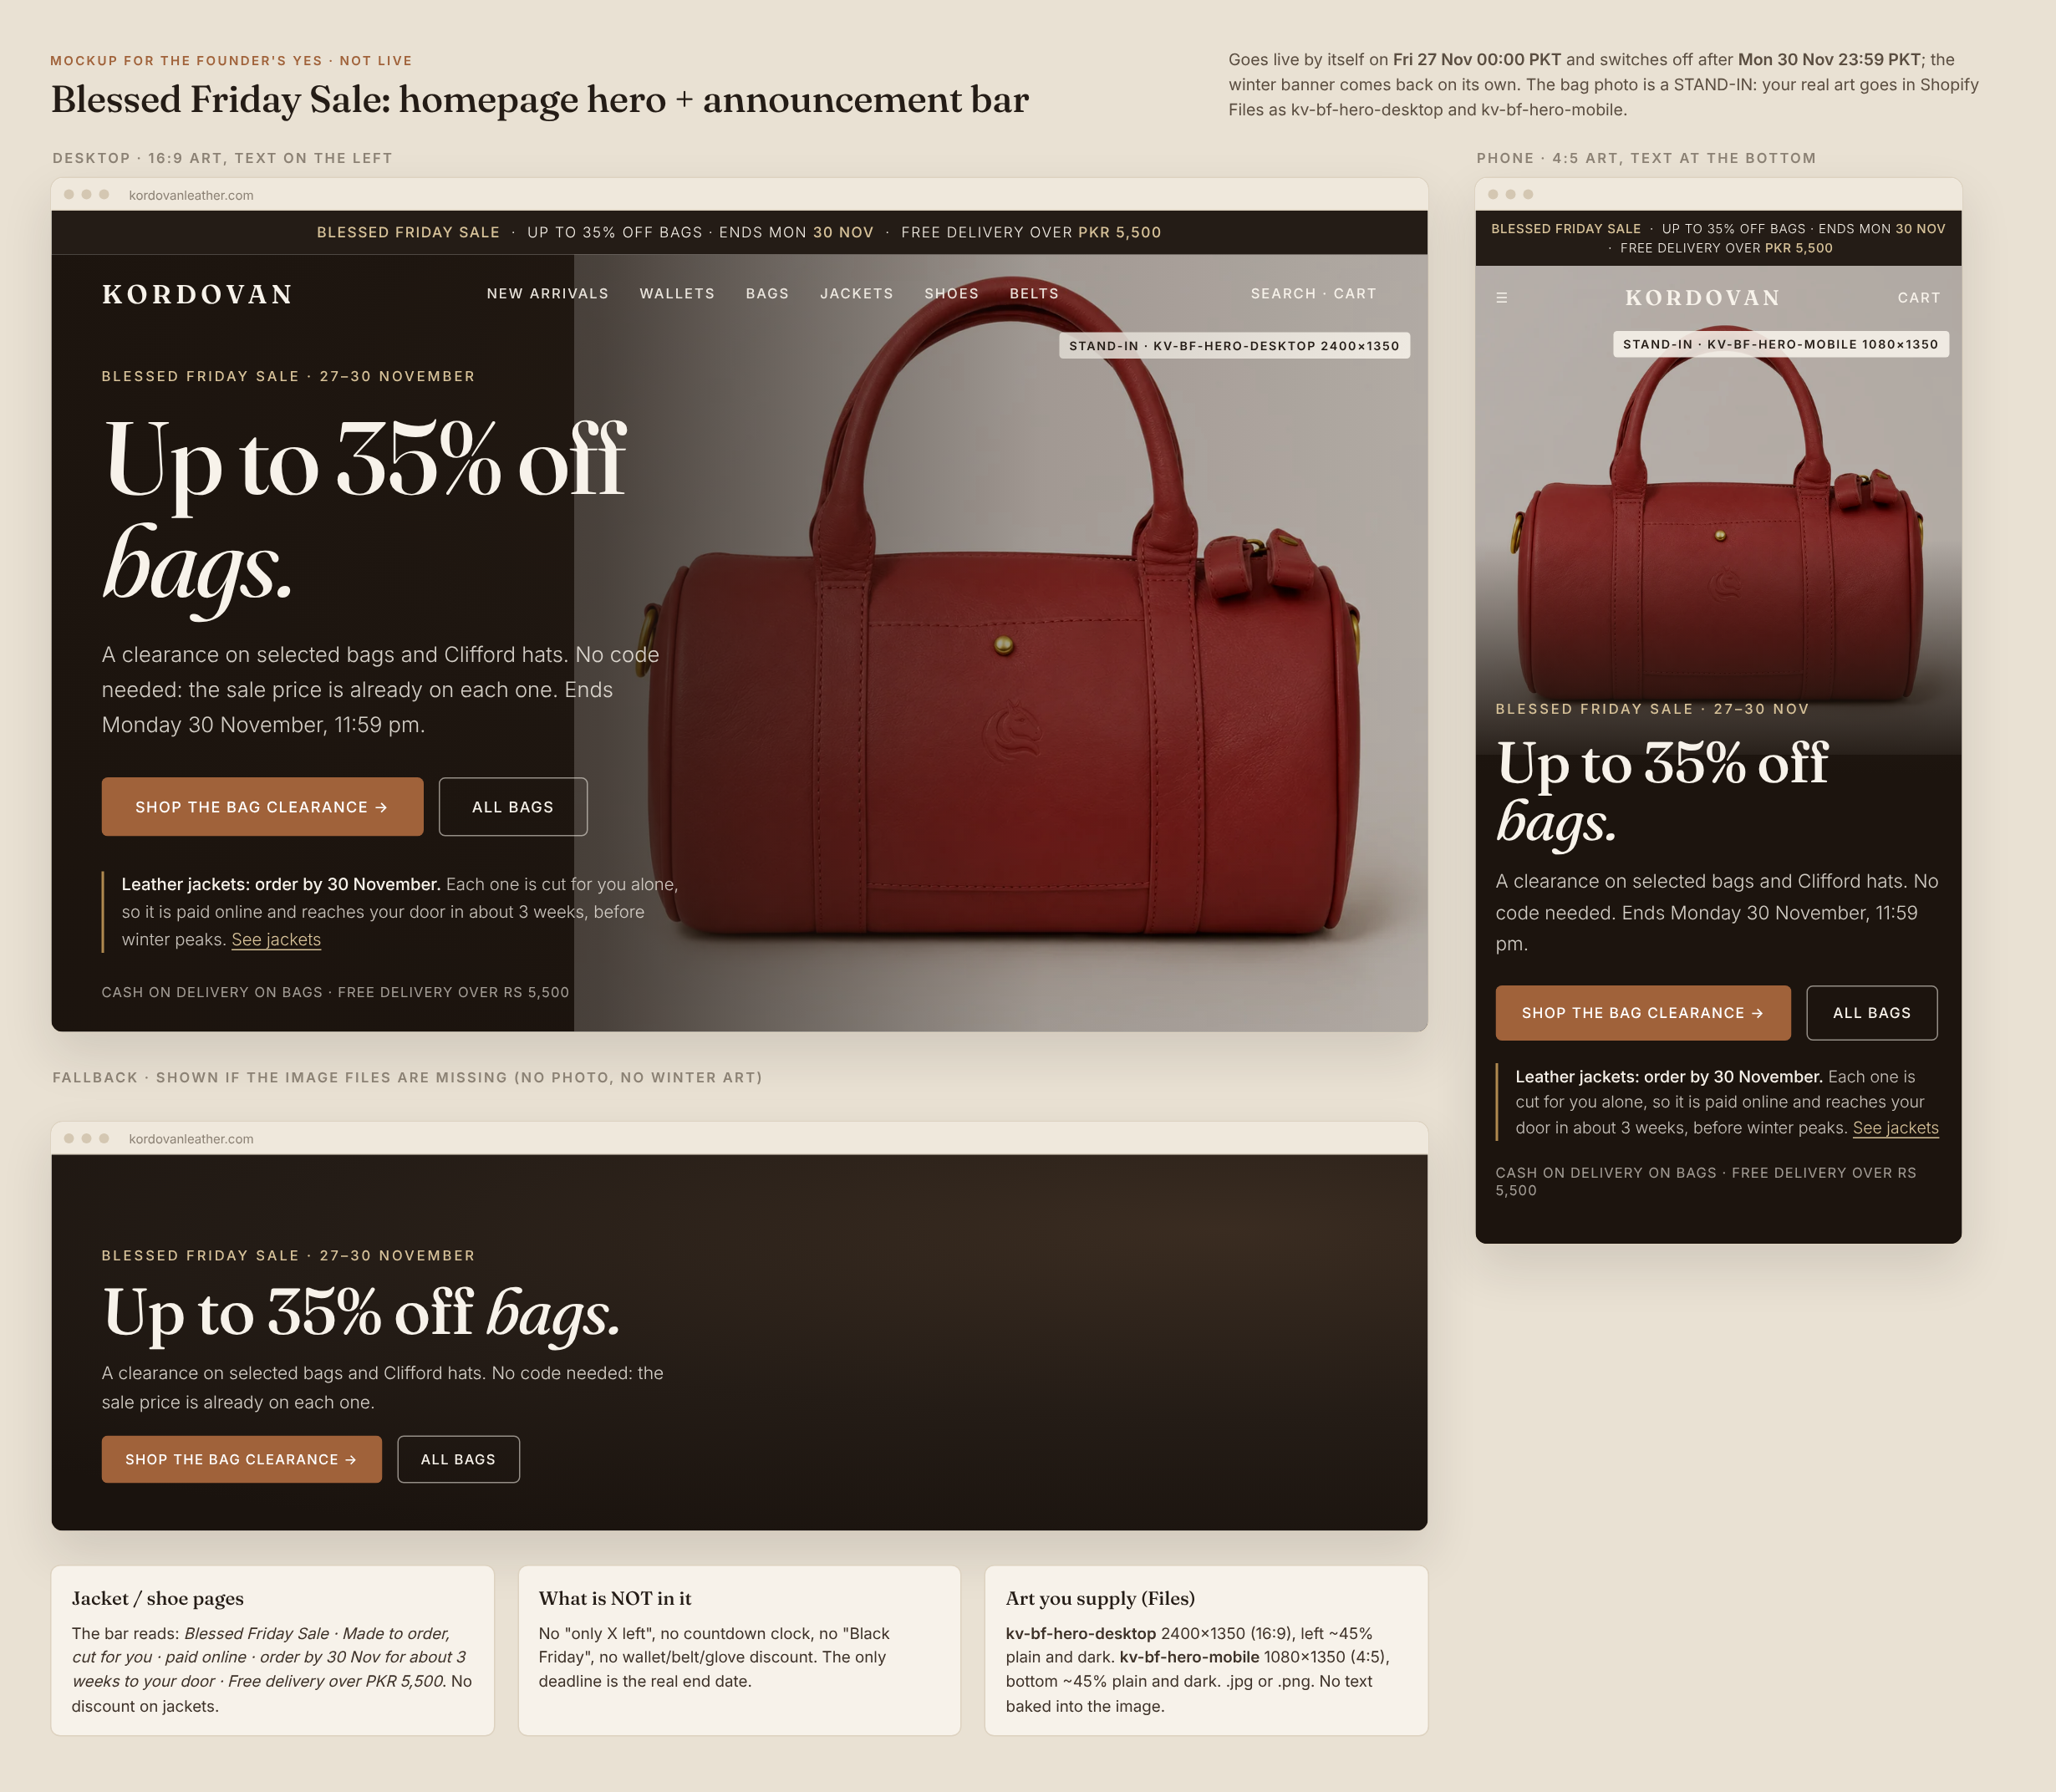 MOCKUP FOR THE FOUNDER'S YES · NOT LIVE
Blessed Friday Sale: homepage hero + announcement bar
Goes live by itself on Fri 27 Nov 00:00 PKT and switches off after Mon 30 Nov 23:59 PKT; the
winter banner comes back on its own. The bag photo is a STAND-IN: your real art goes in Shopify
Files as kv-bf-hero-desktop and kv-bf-hero-mobile.
DESKTOP · 16:9 ART, TEXT ON THE LEFT
kordovanleather.com
BLESSED FRIDAY SALE · UP TO 35% OFF BAGS · ENDS MON 30 NOV · FREE DELIVERY OVER PKR 5,500
KORDOVAN
NEW ARRIVALS WALLETS BAGS JACKETS SHOES BELTS
SEARCH · CART
STAND-IN · KV-BF-HERO-DESKTOP 2400×1350
BLESSED FRIDAY SALE · 27–30 NOVEMBER
Up to 35% off
bags.
A clearance on selected bags and Clifford hats. No code
needed: the sale price is already on each one. Ends
Monday 30 November, 11:59 pm.
SHOP THE BAG CLEARANCE →
ALL BAGS
Leather jackets: order by 30 November. Each one is cut for you alone,
so it is paid online and reaches your door in about 3 weeks, before
winter peaks. See jackets
CASH ON DELIVERY ON BAGS · FREE DELIVERY OVER RS 5,500
PHONE · 4:5 ART, TEXT AT THE BOTTOM
BLESSED FRIDAY SALE · UP TO 35% OFF BAGS · ENDS MON 30 NOV
· FREE DELIVERY OVER PKR 5,500
KORDOVAN
CART
STAND-IN · KV-BF-HERO-MOBILE 1080×1350
BLESSED FRIDAY SALE · 27–30 NOV
Up to 35% off
bags.
A clearance on selected bags and Clifford hats. No
code needed. Ends Monday 30 November, 11:59
pm.
SHOP THE BAG CLEARANCE →
ALL BAGS
Leather jackets: order by 30 November. Each one is
cut for you alone, so it is paid online and reaches your
door in about 3 weeks, before winter peaks. See jackets
CASH ON DELIVERY ON BAGS · FREE DELIVERY OVER RS
5,500
FALLBACK · SHOWN IF THE IMAGE FILES ARE MISSING (NO PHOTO, NO WINTER ART)
kordovanleather.com
BLESSED FRIDAY SALE · 27–30 NOVEMBER
Up to 35% off bags.
A clearance on selected bags and Clifford hats. No code needed: the
sale price is already on each one.
SHOP THE BAG CLEARANCE →
ALL BAGS
Jacket / shoe pages
The bar reads: Blessed Friday Sale · Made to order,
cut for you · paid online · order by 30 Nov for about 3
weeks to your door · Free delivery over PKR 5,500. No
discount on jackets.
What is NOT in it
No "only X left", no countdown clock, no "Black
Friday", no wallet/belt/glove discount. The only
deadline is the real end date.
Art you supply (Files)
kv-bf-hero-desktop 2400×1350 (16:9), left ~45%
plain and dark. kv-bf-hero-mobile 1080×1350 (4:5),
bottom ~45% plain and dark. .jpg or .png. No text
baked into the image.